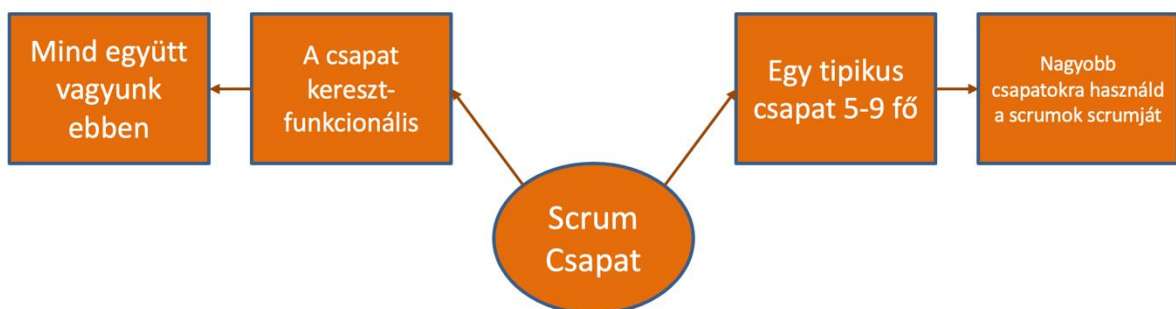 Mind együtt
vagyunk
ebben
A csapat
kereszt-
funkcionális
Egy tipikus
csapat 5-9 fő
Nagyobb
csapatokra használd
a scrumok scrumját
Scrum
Csapat